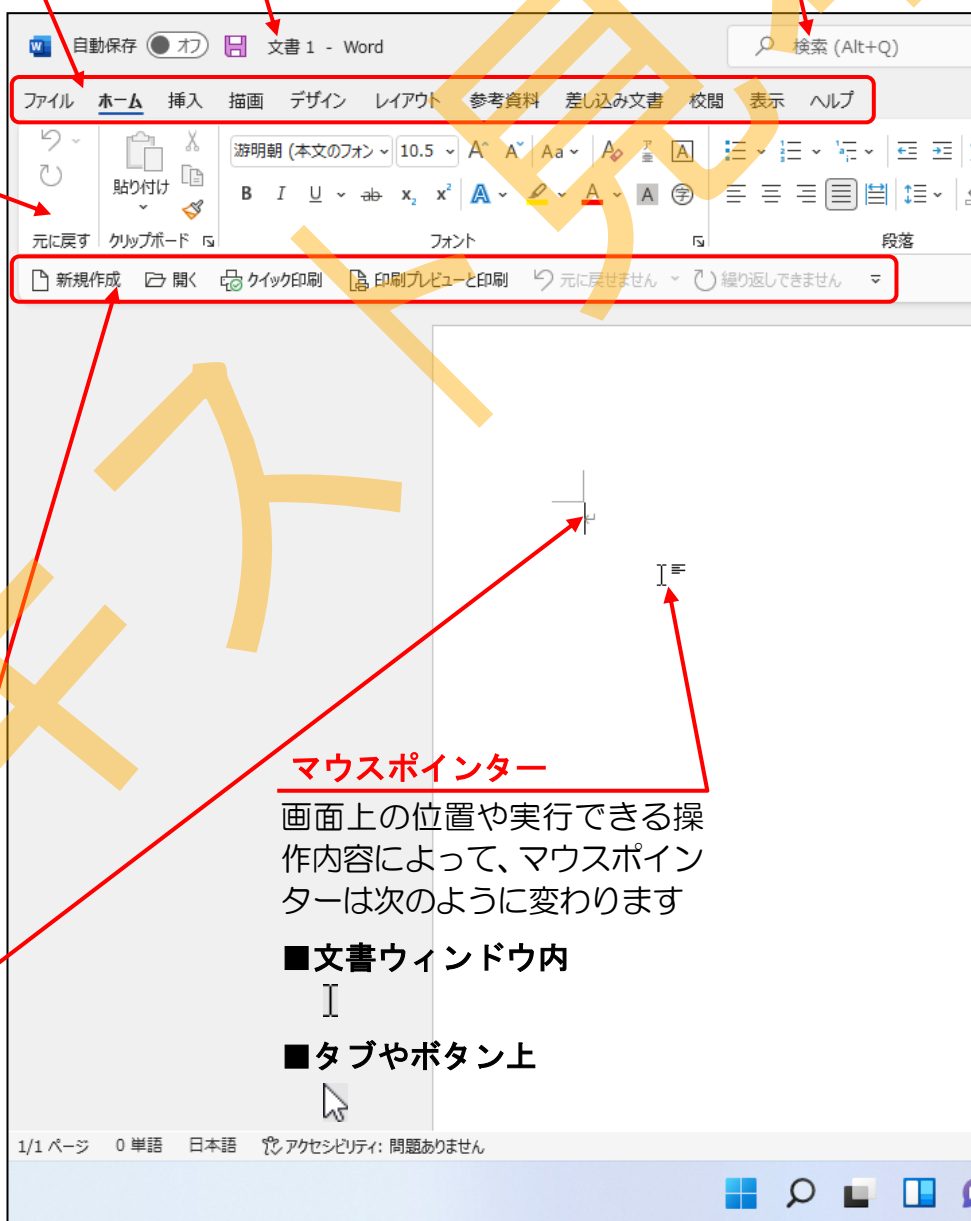 自動保存 オフ 文書 1 - Word 検索 (Alt+Q)
ファイル ホーム 挿入 描画 デザイン レイアウト 参考資料 差し込み文書 校閲 表示 ヘルプ
游明朝 (本文のフォン 10.5 A A Aa A A
貼り付け
B I U ab x₂ x² A A A 字
元に戻す クリップボード フォント 段落
新規作成 開く クイック印刷 印刷プレビューと印刷 元に戻せません 繰り返しできません
マウスポインター
画面上の位置や実行できる操
作内容によって、マウスポイン
ターは次のように変わります
■文書ウィンドウ内
■タブやボタン上
1/1 ページ 0 単語 日本語 アクセシビリティ: 問題ありません